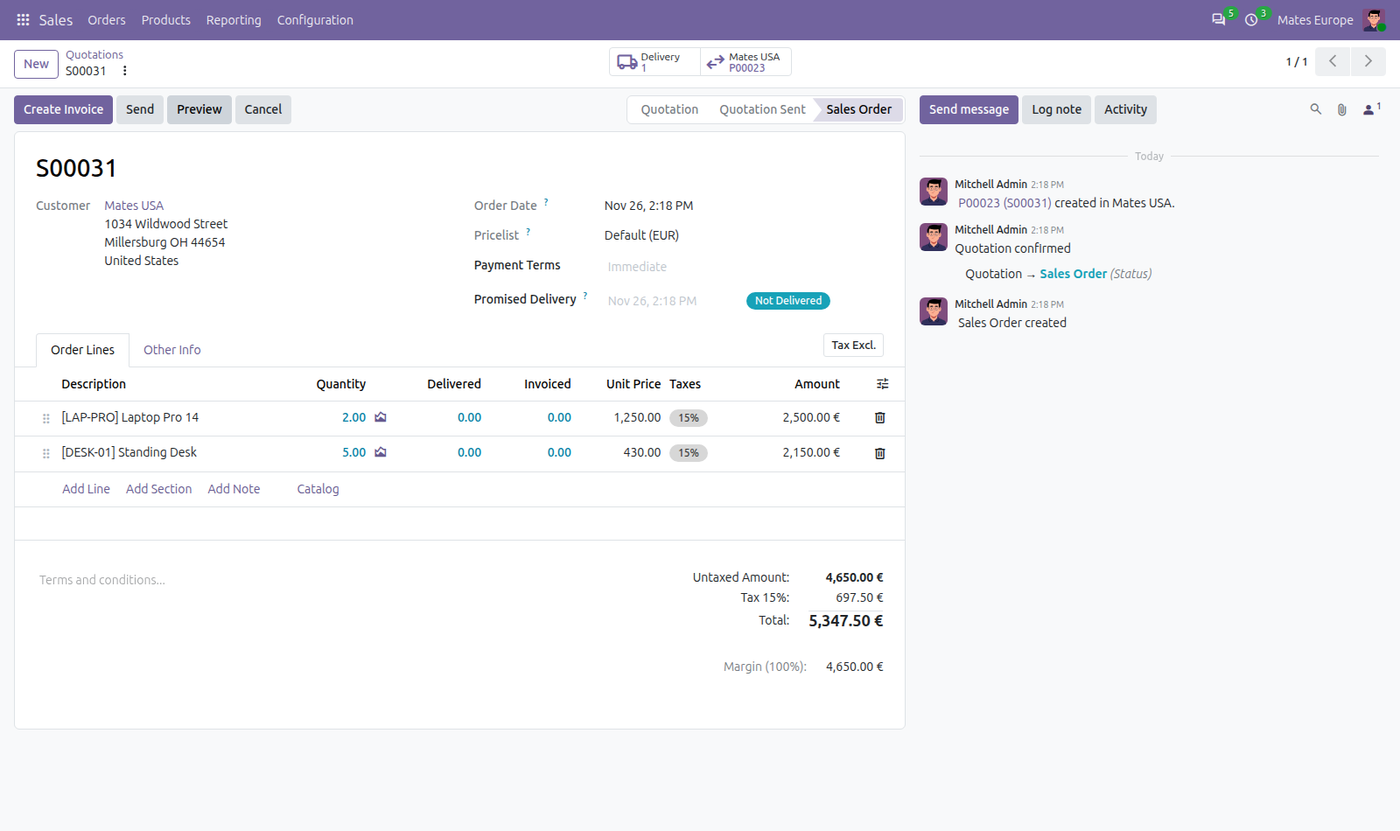 Sales Orders Products Reporting Configuration 5 3 Mates Europe
New Quotations
S00031
Delivery
1
Mates USA
P00023
1 / 1
Create Invoice Send Preview Cancel Quotation Quotation Sent Sales Order Send message Log note Activity 1
S00031
Customer Mates USA
1034 Wildwood Street
Millersburg OH 44654
United States
Order Date ? Nov 26, 2:18 PM
Pricelist ? Default (EUR)
Payment Terms Immediate
Promised Delivery ? Nov 26, 2:18 PM Not Delivered
Order Lines Other Info Tax Excl.
Description Quantity Delivered Invoiced Unit Price Taxes Amount
[LAP-PRO] Laptop Pro 14 2.00 0.00 0.00 1,250.00 15% 2,500.00 €
[DESK-01] Standing Desk 5.00 0.00 0.00 430.00 15% 2,150.00 €
Add Line Add Section Add Note Catalog
Terms and conditions...
Untaxed Amount: 4,650.00 €
Tax 15%: 697.50 €
Total: 5,347.50 €
Margin (100%): 4,650.00 €
Today
Mitchell Admin 2:18 PM
P00023 (S00031) created in Mates USA.
Mitchell Admin 2:18 PM
Quotation confirmed
Quotation → Sales Order (Status)
Mitchell Admin 2:18 PM
Sales Order created